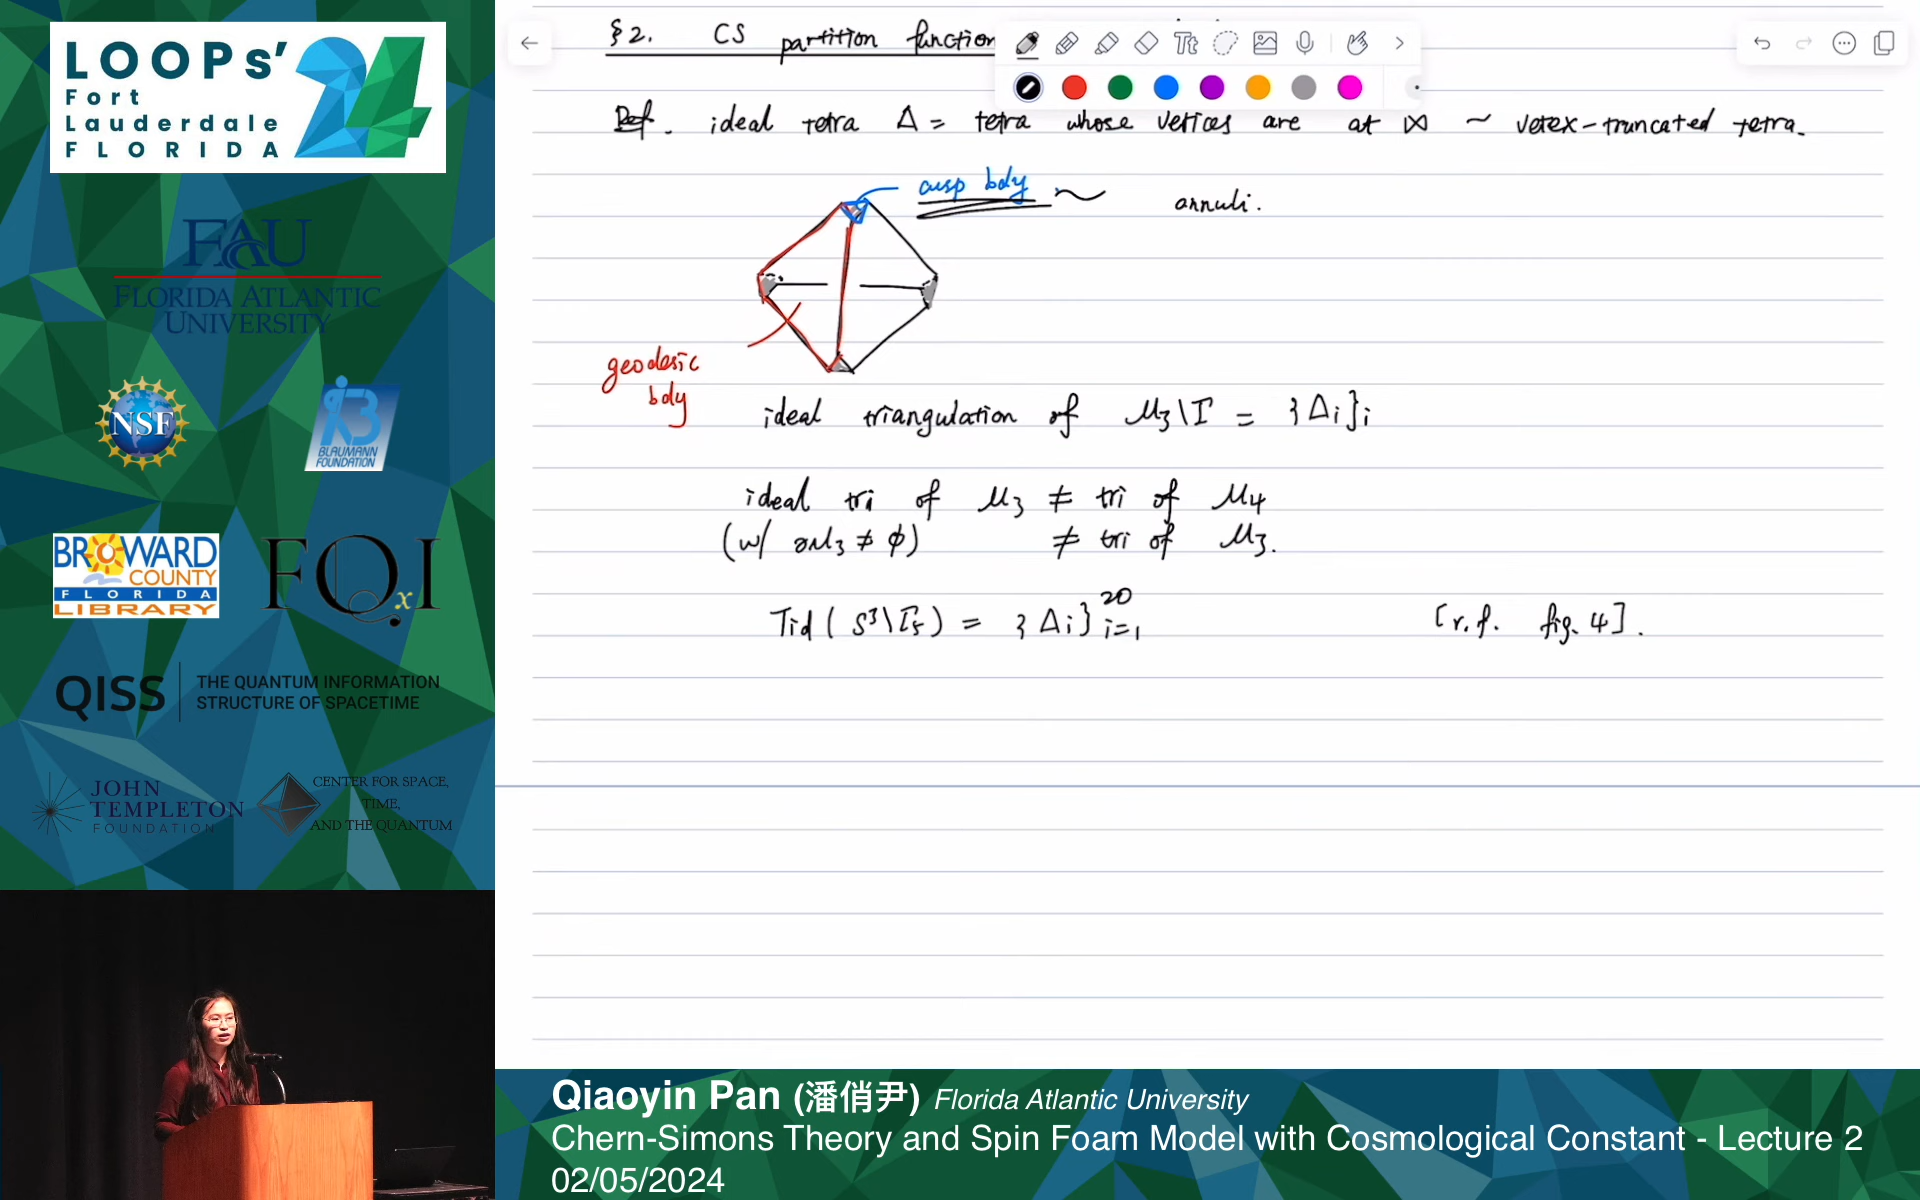 LOOPs' 24
Fort
Lauderdale
FLORIDA
FAU
FLORIDA ATLANTIC
UNIVERSITY
NSF
BLAUMANN
FOUNDATION
BROWARD
COUNTY
FLORIDA
LIBRARY
FQxI
QISS
THE QUANTUM INFORMATION
STRUCTURE OF SPACETIME
JOHN
TEMPLETON
FOUNDATION
CENTER FOR SPACE,
TIME,
AND THE QUANTUM
§2. CS partition function
Tt
Def. ideal tetra Δ = tetra whose vertices are at ∞ ~ vetex-truncated tetra.
cusp bdy ~ annuli.
geodesic
bdy
ideal triangulation of M₃\Γ = {Δi}i
ideal tri of M₃ ≠ tri of M₄
(w/ ∂M₃ ≠ ∅) ≠ tri of M₃.
Tid (S³\Γ₅) = {Δi}²⁰ᵢ₌₁ [r.f. fig. 4].
Qiaoyin Pan (潘俏尹) Florida Atlantic University
Chern-Simons Theory and Spin Foam Model with Cosmological Constant - Lecture 2
02/05/2024